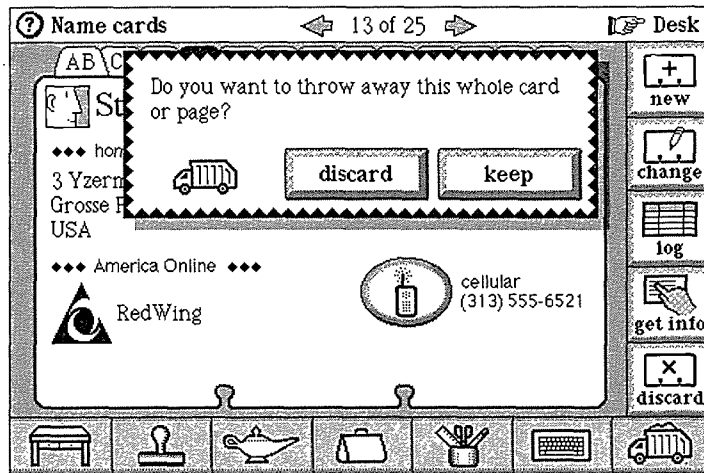 Name cards
13 of 25
Desk
AB
Do you want to throw away this whole card
or page?
discard
keep
St
♦♦♦ hom
3 Yzerm
Grosse P
USA
♦♦♦ America Online ♦♦♦
RedWing
cellular
(313) 555-6521
new
change
log
get info
discard